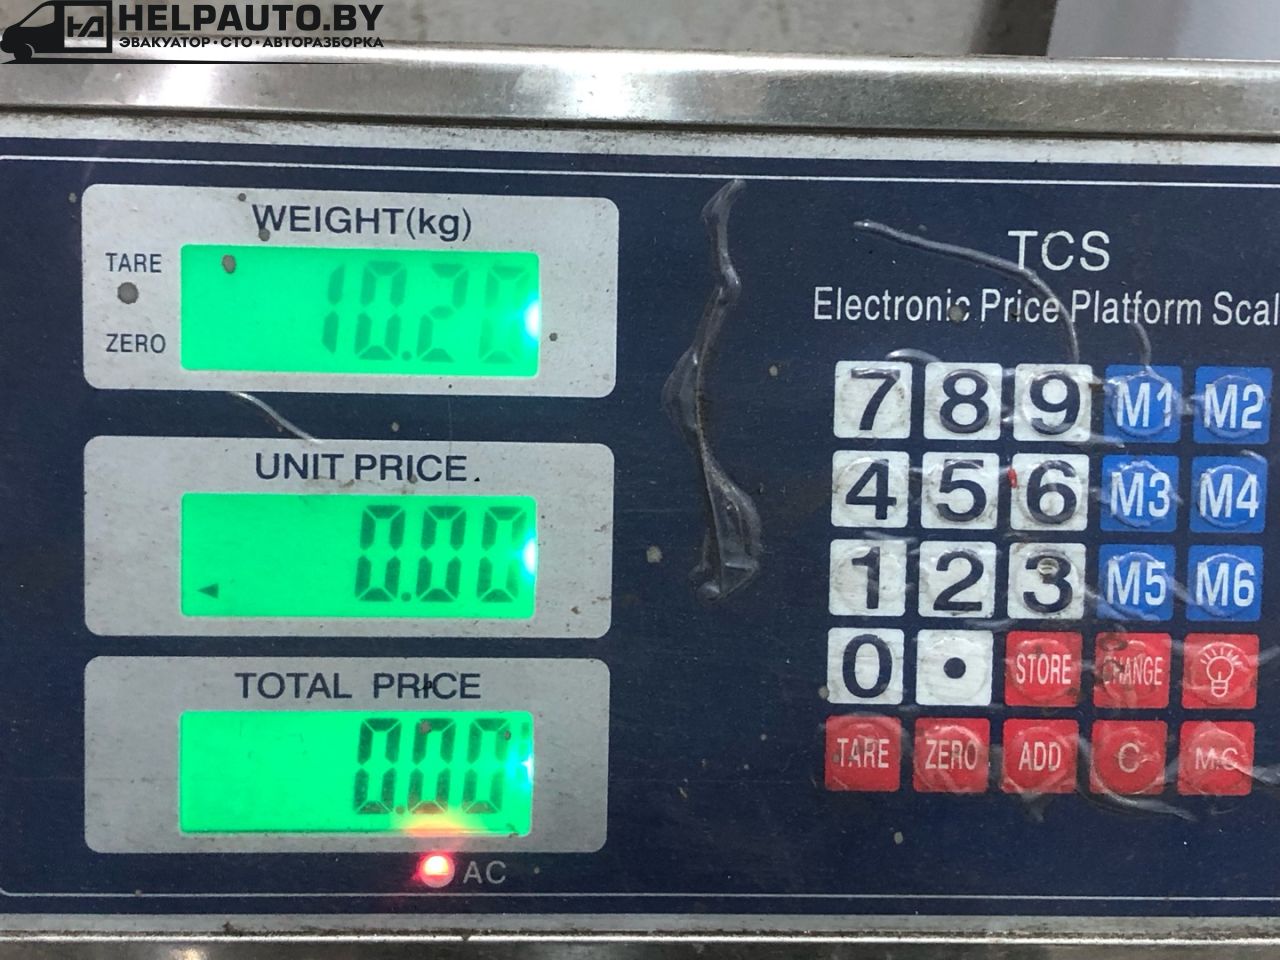 HELPAUTO.BY
ЭВАКУАТОР·СТО·АВТОРАЗБОРКА
WEIGHT(kg)
TARE
10.20
ZERO
UNIT PRICE
0.00
TOTAL PRICE
0.00
AC
TCS
Electronic Price Platform Scal
7 8 9 M1 M2
4 5 6 M3 M4
1 2 3 M5 M6
0 . STORE CHANGE
TARE ZERO ADD C M.C